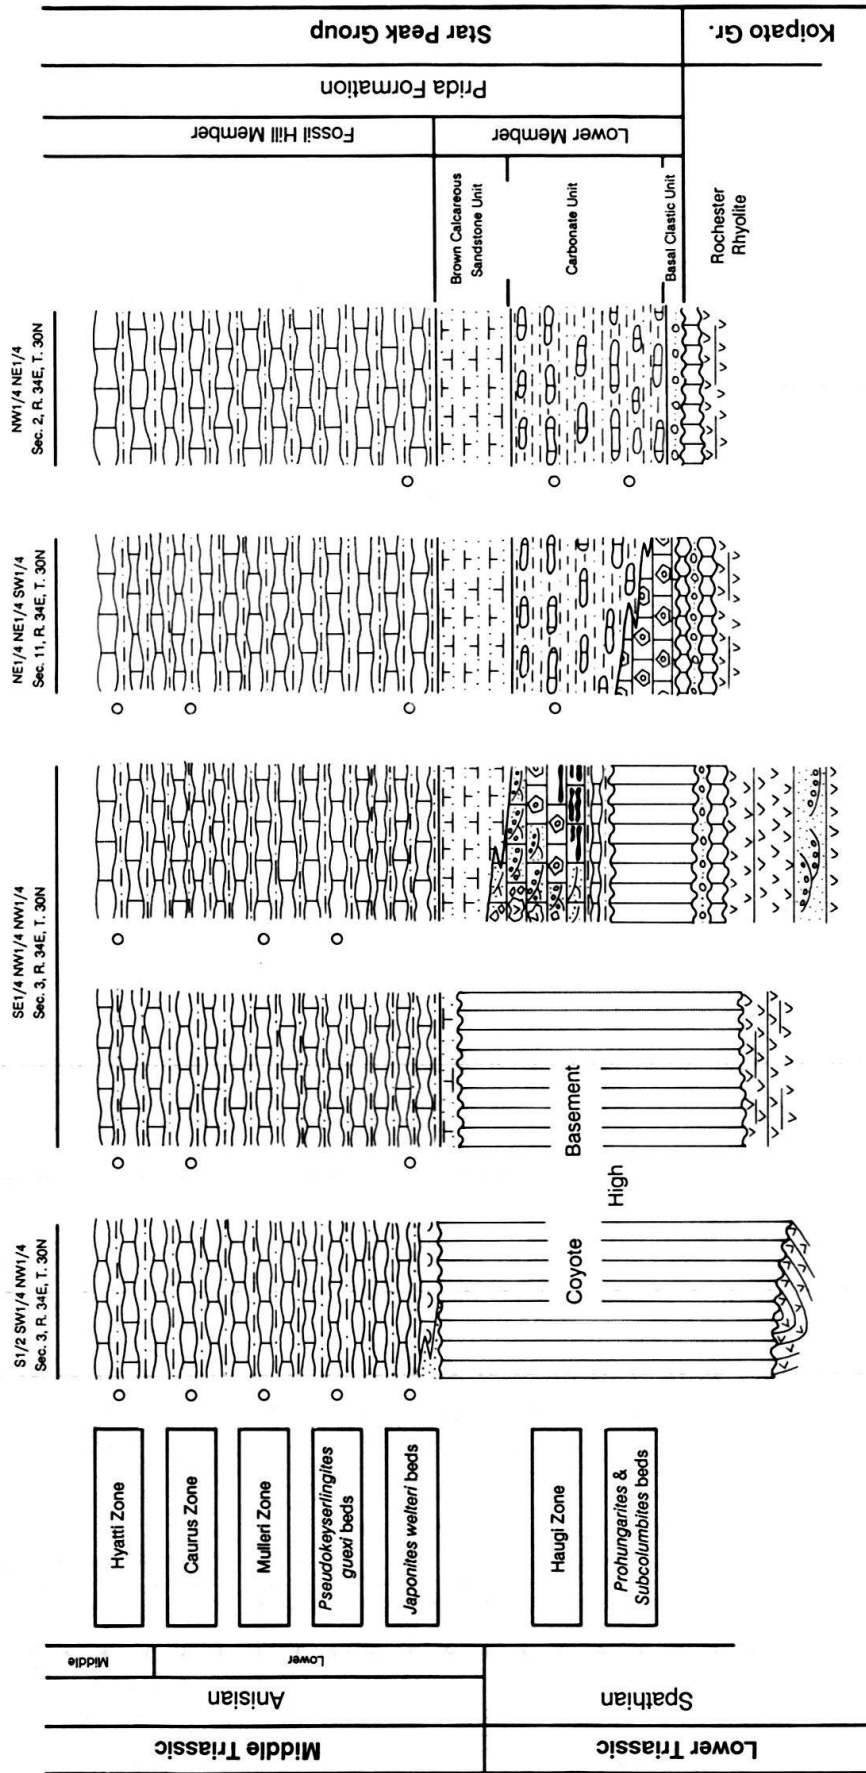 Star Peak Group
Koipato Gr.
Prida Formation
Fossil Hill Member
Lower Member
Brown Calcareous
Sandstone Unit
Carbonate Unit
Basal Clastic Unit
Rochester
Rhyolite
NW1/4 NE1/4
Sec. 2, R. 34E, T. 30N
NE1/4 NE1/4 SW1/4
Sec. 11, R. 34E, T. 30N
SE1/4 NW1/4 NW1/4
Sec. 3, R. 34E, T. 30N
Basement
High
S1/2 SW1/4 NW1/4
Sec. 3, R. 34E, T. 30N
Coyote
Hyatti Zone
Caurus Zone
Mulleri Zone
Pseudokeyserlingites
guexi beds
Japonites welteri beds
Haugi Zone
Prohungarites &
Subcolumbites beds
Middle
Lower
Anisian
Spathian
Middle Triassic
Lower Triassic